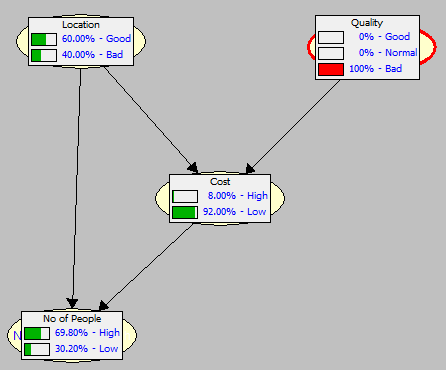 Location
60.00% - Good
40.00% - Bad
Quality
0% - Good
0% - Normal
100% - Bad
Cost
8.00% - High
92.00% - Low
No of People
N
69.80% - High
30.20% - Low